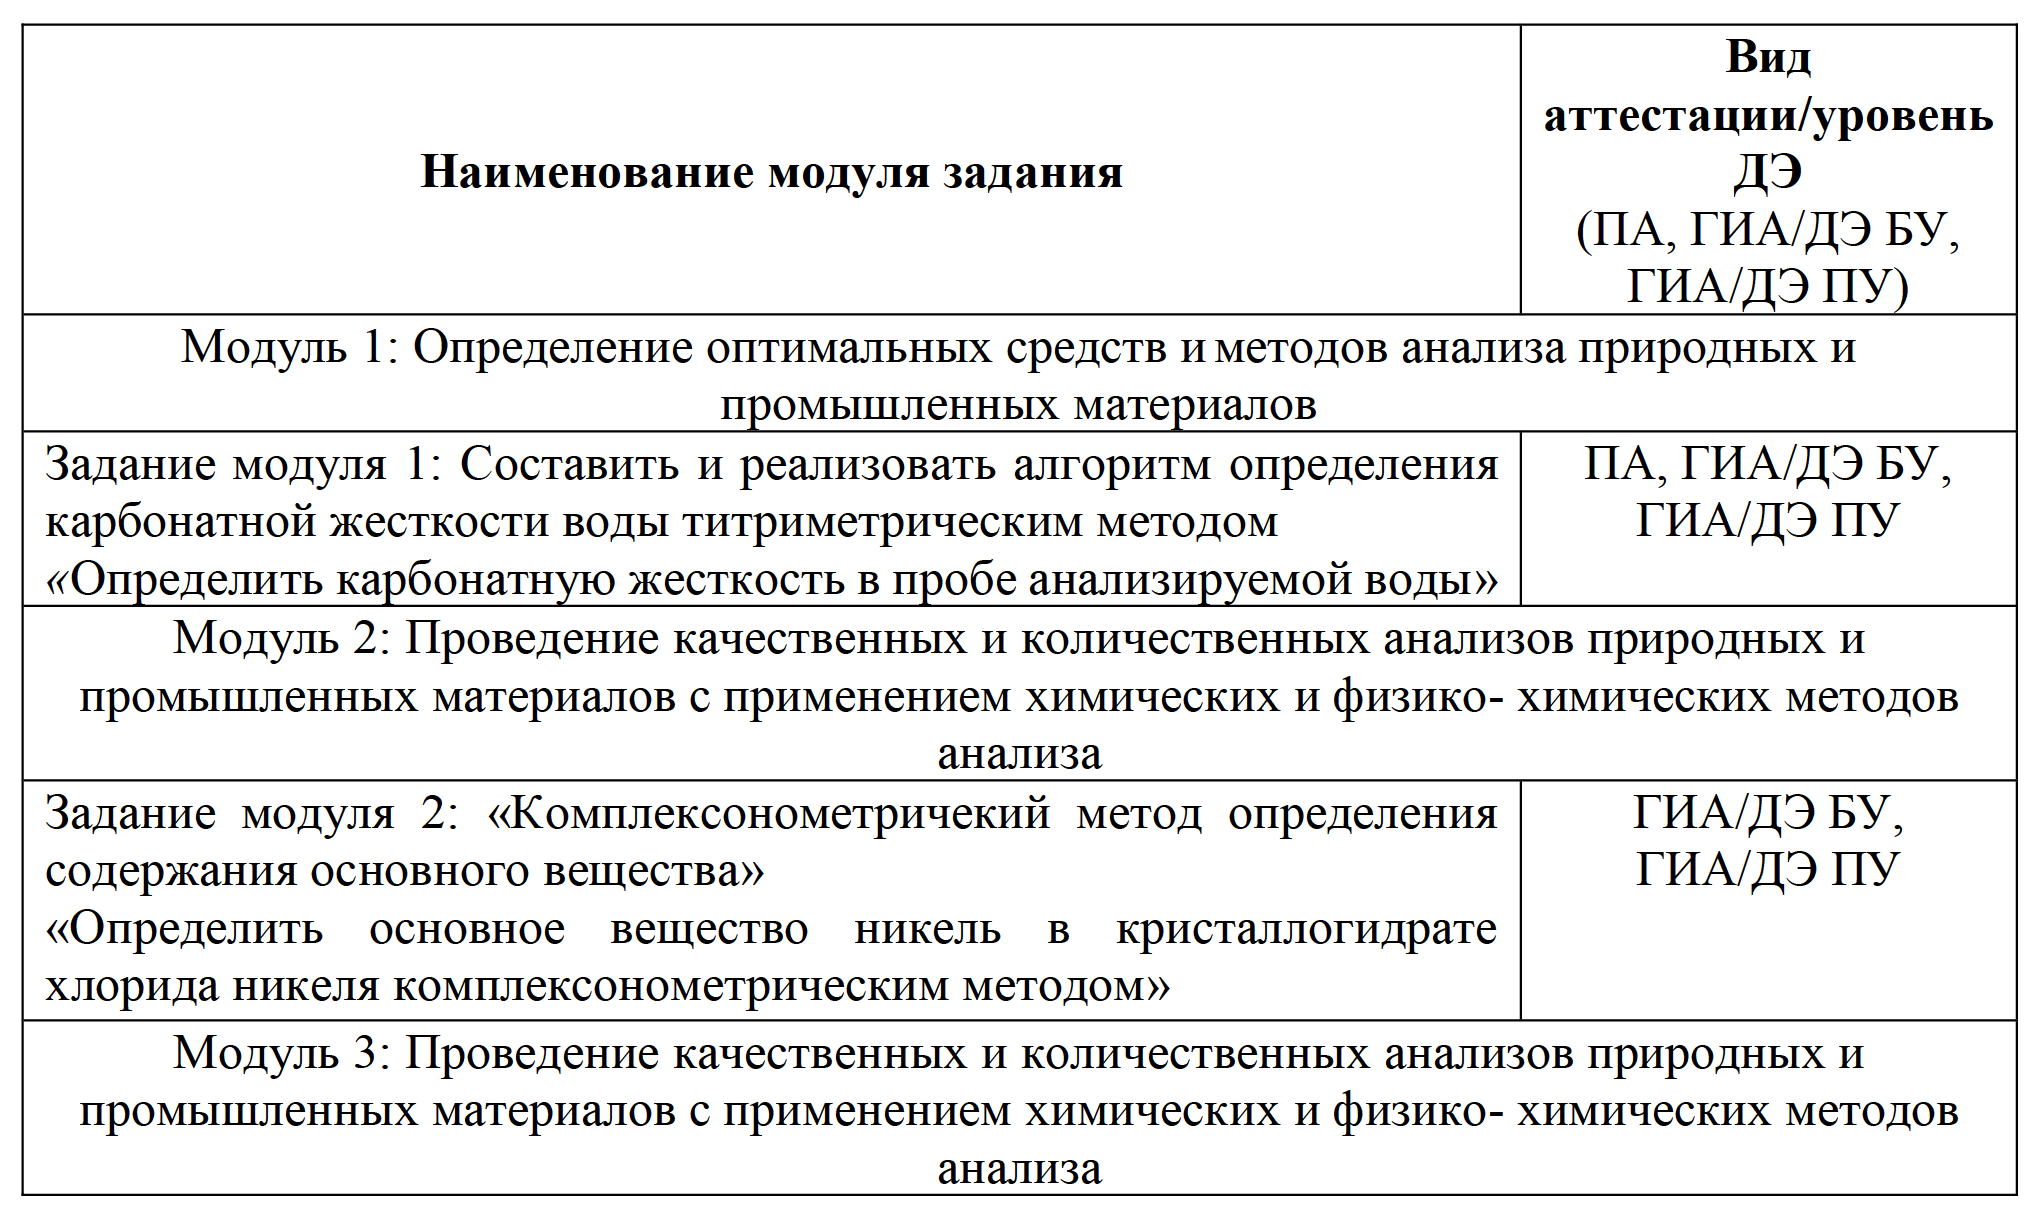 Наименование модуля задания
Вид
аттестации/уровень
ДЭ
(ПА, ГИА/ДЭ БУ,
ГИА/ДЭ ПУ)
Модуль 1: Определение оптимальных средств и методов анализа природных и
промышленных материалов
Задание модуля 1: Составить и реализовать алгоритм определения
карбонатной жесткости воды титриметрическим методом
«Определить карбонатную жесткость в пробе анализируемой воды»
ПА, ГИА/ДЭ БУ,
ГИА/ДЭ ПУ
Модуль 2: Проведение качественных и количественных анализов природных и
промышленных материалов с применением химических и физико- химических методов
анализа
Задание модуля 2: «Комплексонометричекий метод определения
содержания основного вещества»
«Определить основное вещество никель в кристаллогидрате
хлорида никеля комплексонометрическим методом»
ГИА/ДЭ БУ,
ГИА/ДЭ ПУ
Модуль 3: Проведение качественных и количественных анализов природных и
промышленных материалов с применением химических и физико- химических методов
анализа